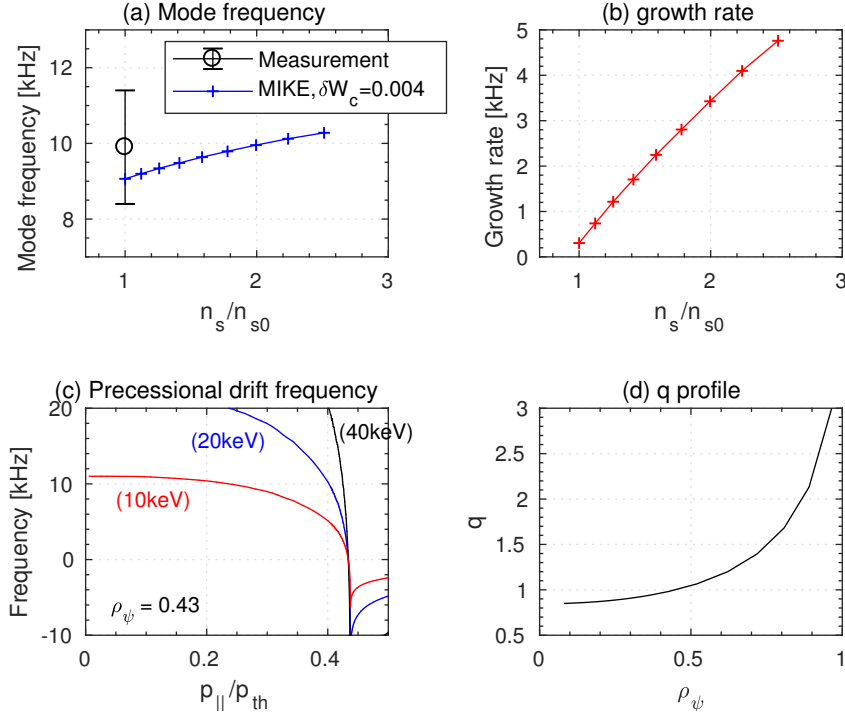 (a) Mode frequency
Mode frequency [kHz]
12
10
8
Measurement
MIKE, δW_c=0.004
1
2
3
n_s/n_s0
(b) growth rate
Growth rate [kHz]
5
4
3
2
1
0
1
2
3
n_s/n_s0
(c) Precessional drift frequency
Frequency [kHz]
20
10
0
-10
(40keV)
(20keV)
(10keV)
ρ_ψ = 0.43
0
0.2
0.4
p_||/p_th
(d) q profile
q
3
2.5
2
1.5
1
0.5
0
0.5
1
ρ_ψ